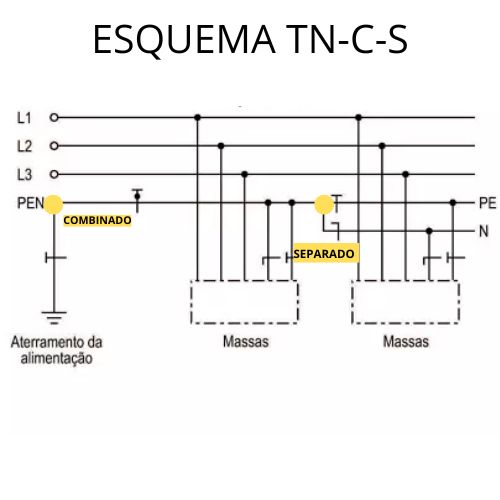 ESQUEMA TN-C-S
L1
L2
L3
PEN
PE
COMBINADO
N
SEPARADO
Aterramento da
alimentação
Massas
Massas